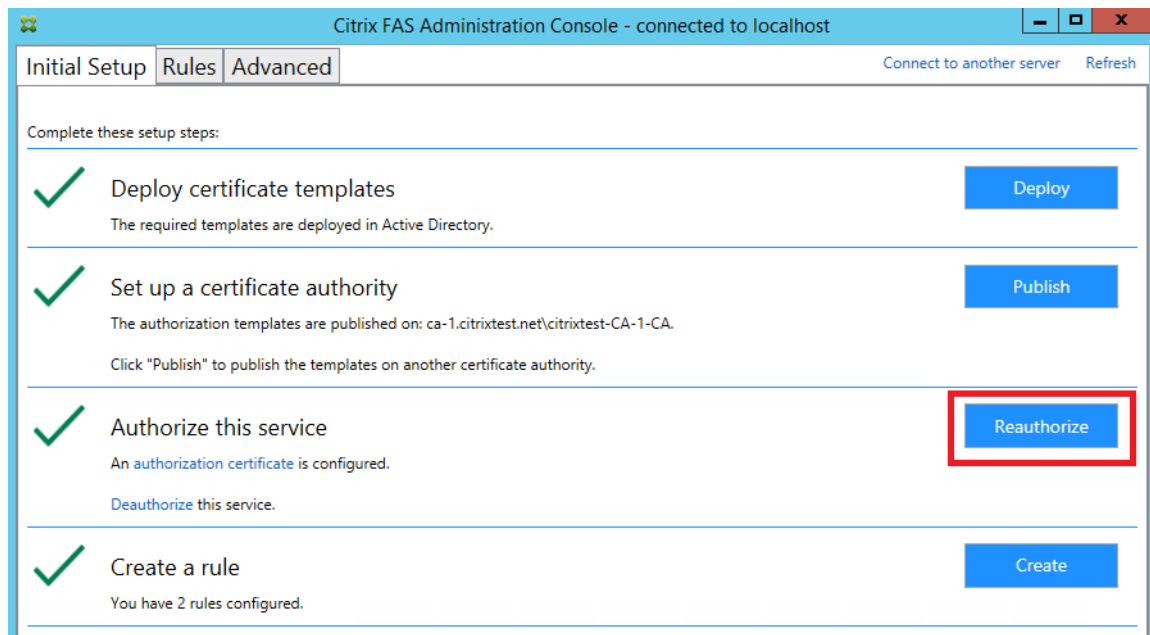 Citrix FAS Administration Console - connected to localhost
Initial Setup Rules Advanced Connect to another server Refresh
Complete these setup steps:
Deploy certificate templates Deploy
The required templates are deployed in Active Directory.
Set up a certificate authority Publish
The authorization templates are published on: ca-1.citrixtest.net\citrixtest-CA-1-CA.
Click "Publish" to publish the templates on another certificate authority.
Authorize this service Reauthorize
An authorization certificate is configured.
Deauthorize this service.
Create a rule Create
You have 2 rules configured.